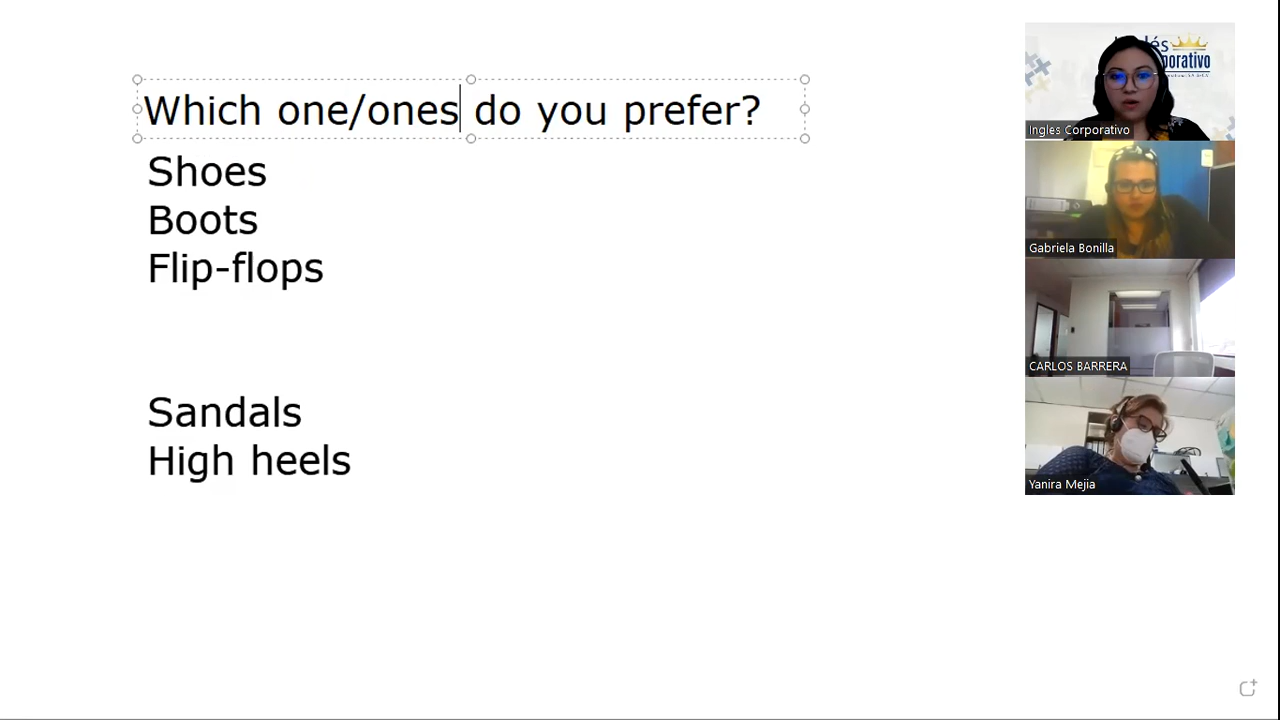 Which one/ones do you prefer?
Shoes
Boots
Flip-flops
Sandals
High heels
Ingles Corporativo
Gabriela Bonilla
CARLOS BARRERA
Yanira Mejia